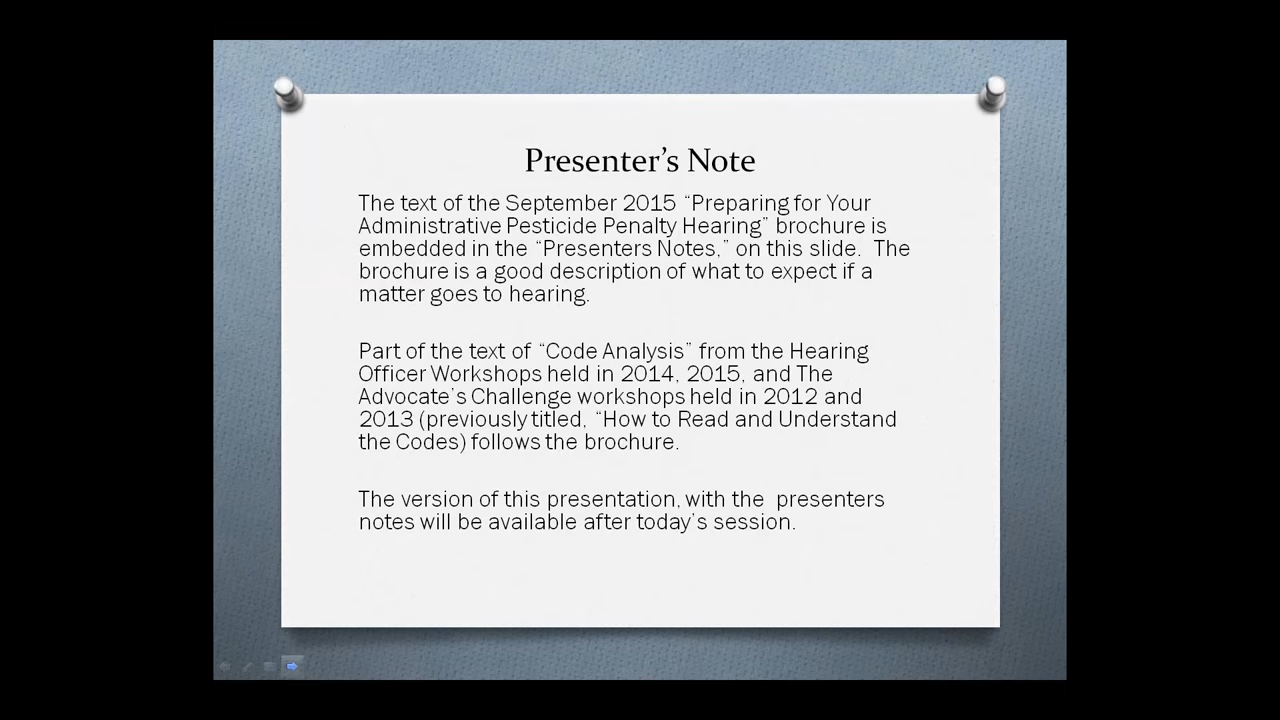 Presenter’s Note
The text of the September 2015 “Preparing for Your
Administrative Pesticide Penalty Hearing” brochure is
embedded in the “Presenters Notes,” on this slide.  The
brochure is a good description of what to expect if a
matter goes to hearing.
Part of the text of “Code Analysis” from the Hearing
Officer Workshops held in 2014, 2015, and The
Advocate’s Challenge workshops held in 2012 and
2013 (previously titled, “How to Read and Understand
the Codes) follows the brochure.
The version of this presentation, with the  presenters
notes will be available after today’s session.